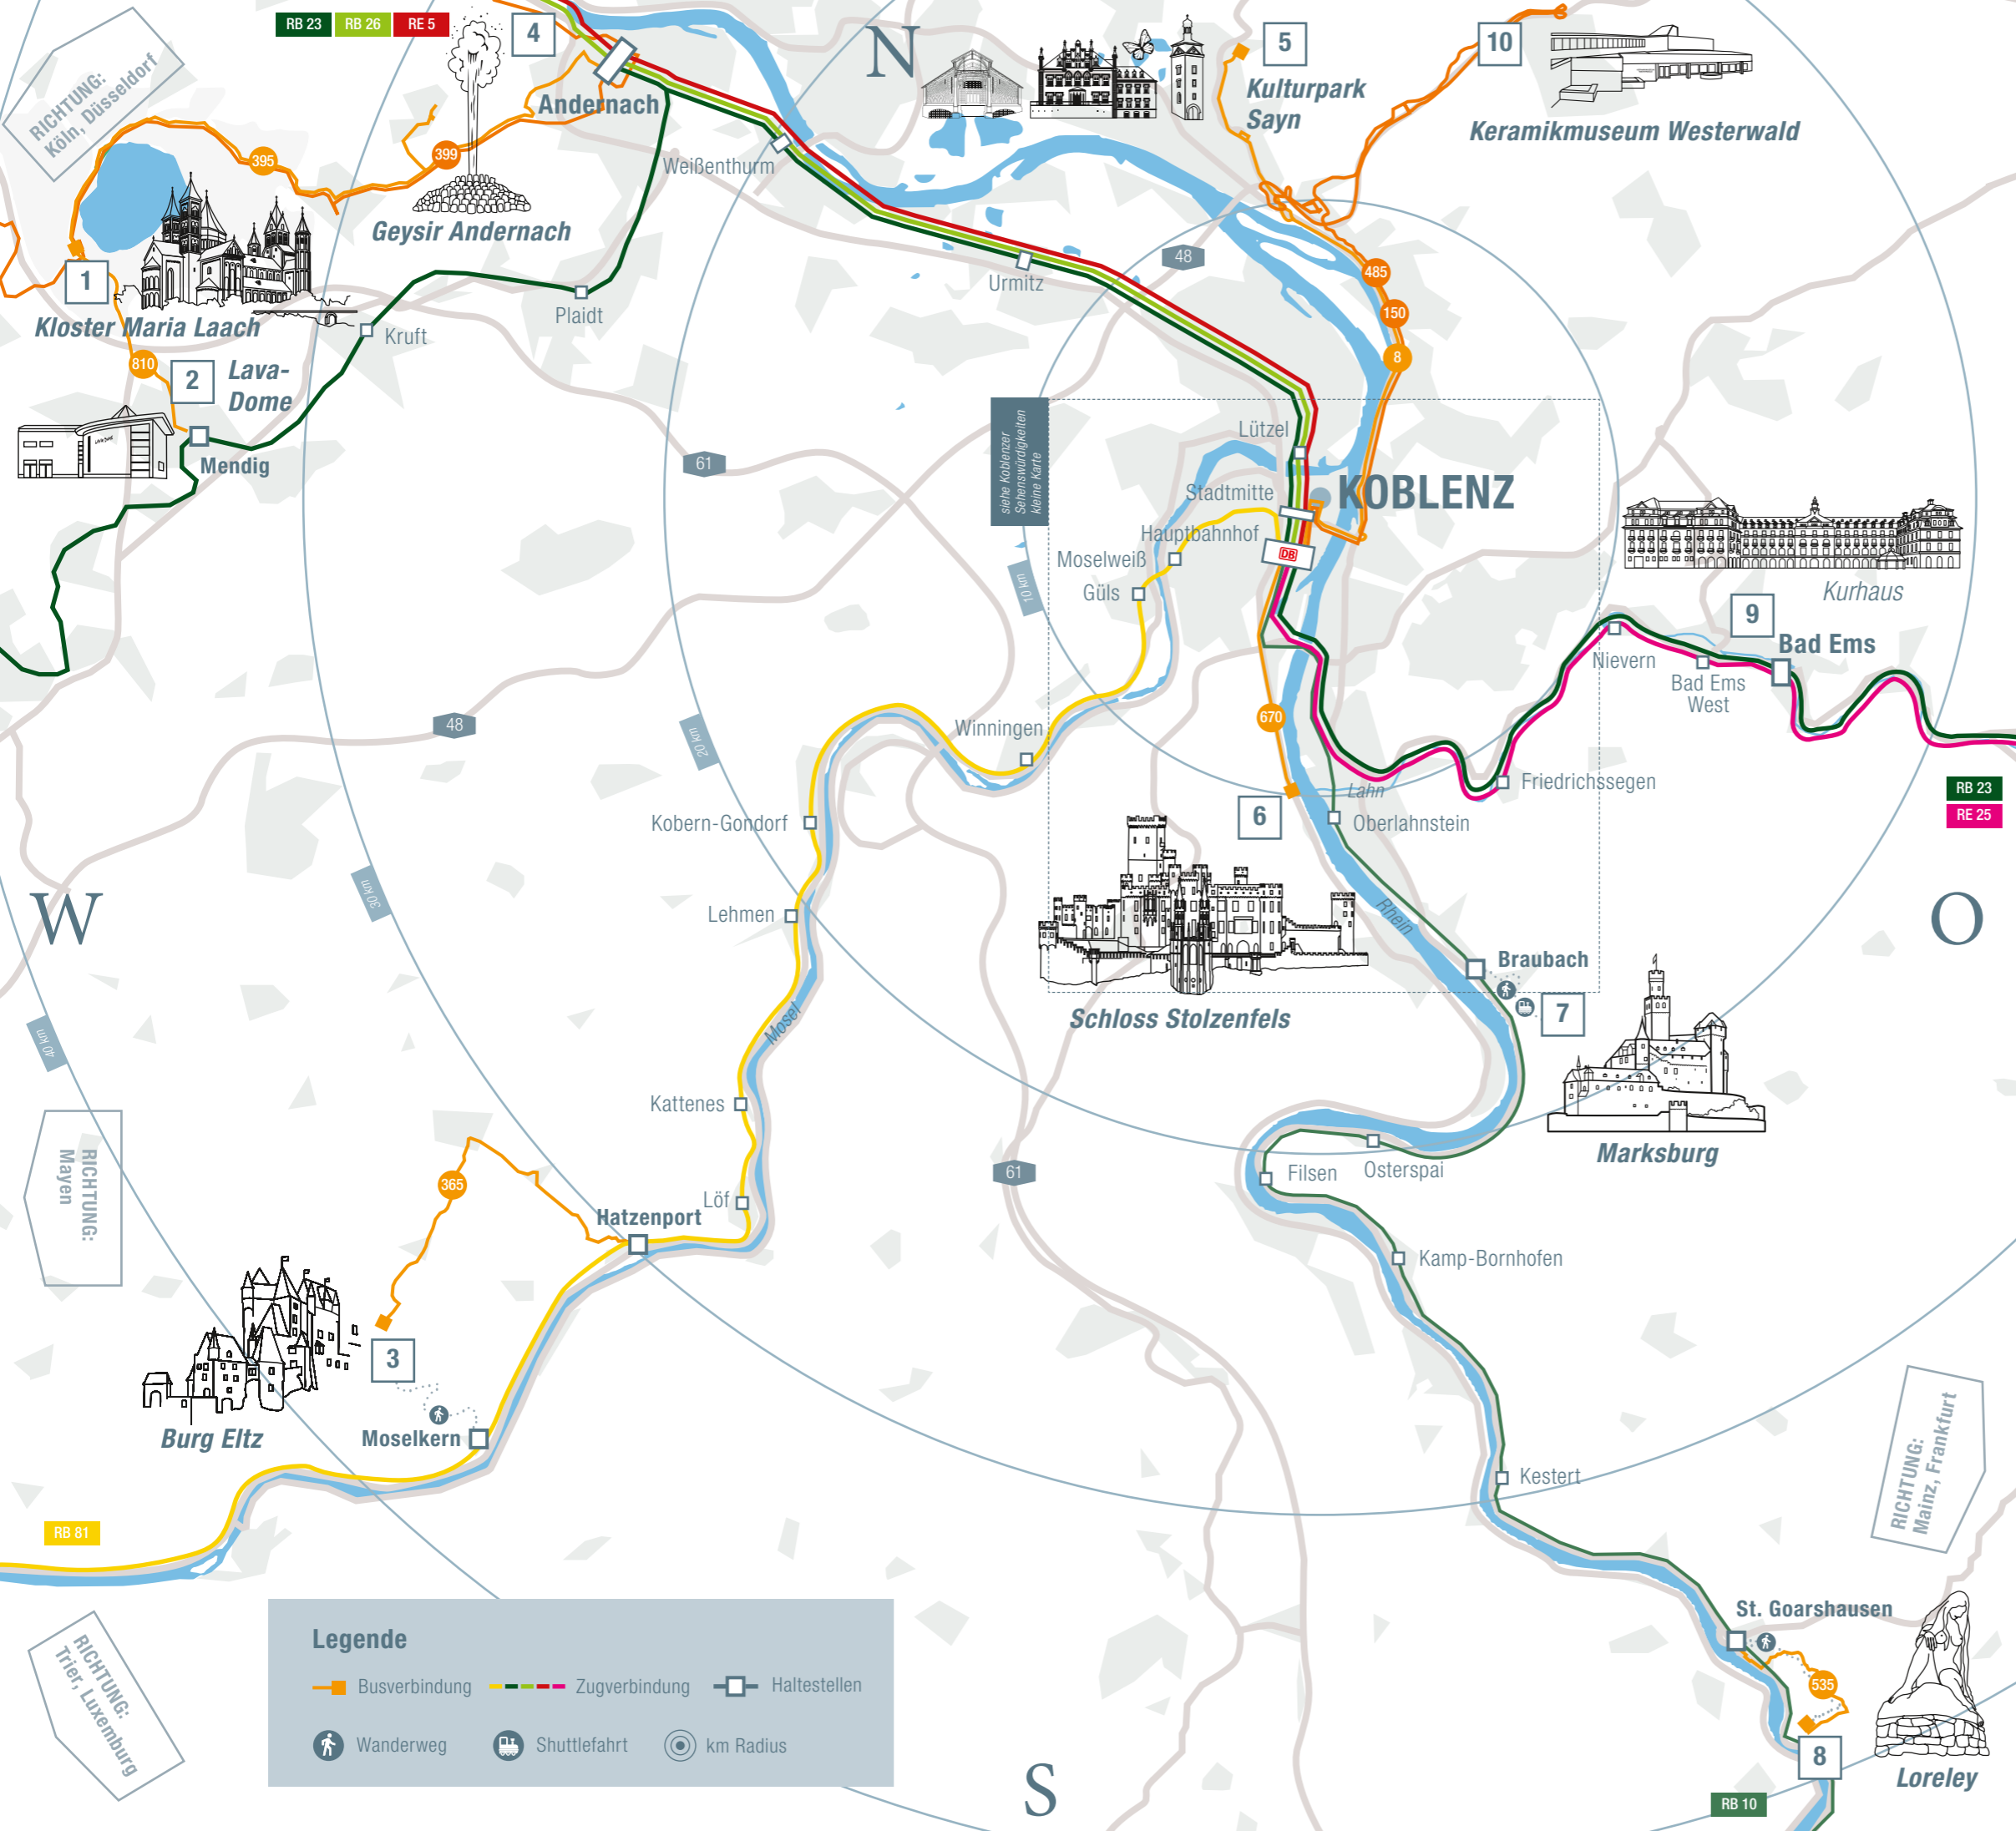 RB 23
RB 26
RE 5
4
N
5
10
RICHTUNG:
Köln, Düsseldorf
Andernach
Kulturpark
Sayn
Keramikmuseum Westerwald
395
399
Weißenthurm
Geysir Andernach
1
Kloster Maria Laach
48
Urmitz
485
150
8
Plaidt
Kruft
810
2
Lava-
Dome
Mendig
61
siehe Koblenzer
Sehenswürdigkeiten
kleine Karte
Lützel
Stadtmitte
KOBLENZ
Hauptbahnhof
DB
Moselweiß
Güls
10 km
Kurhaus
9
Bad Ems
Nievern
Bad Ems
West
48
20 km
Winningen
670
Friedrichssegen
Lahn
RB 23
RE 25
6
Oberlahnstein
Kobern-Gondorf
30 km
W
Lehmen
Rhein
O
Braubach
7
Schloss Stolzenfels
Mosel
40 km
Marksburg
Kattenes
RICHTUNG:
Mayen
365
61
Filsen
Osterspai
Löf
Hatzenport
Kamp-Bornhofen
3
Burg Eltz
Moselkern
RICHTUNG:
Mainz, Frankfurt
Kestert
RB 81
St. Goarshausen
535
RICHTUNG:
Trier, Luxemburg
Legende
Busverbindung
Zugverbindung
Haltestellen
Wanderweg
Shuttlefahrt
km Radius
8
Loreley
S
RB 10